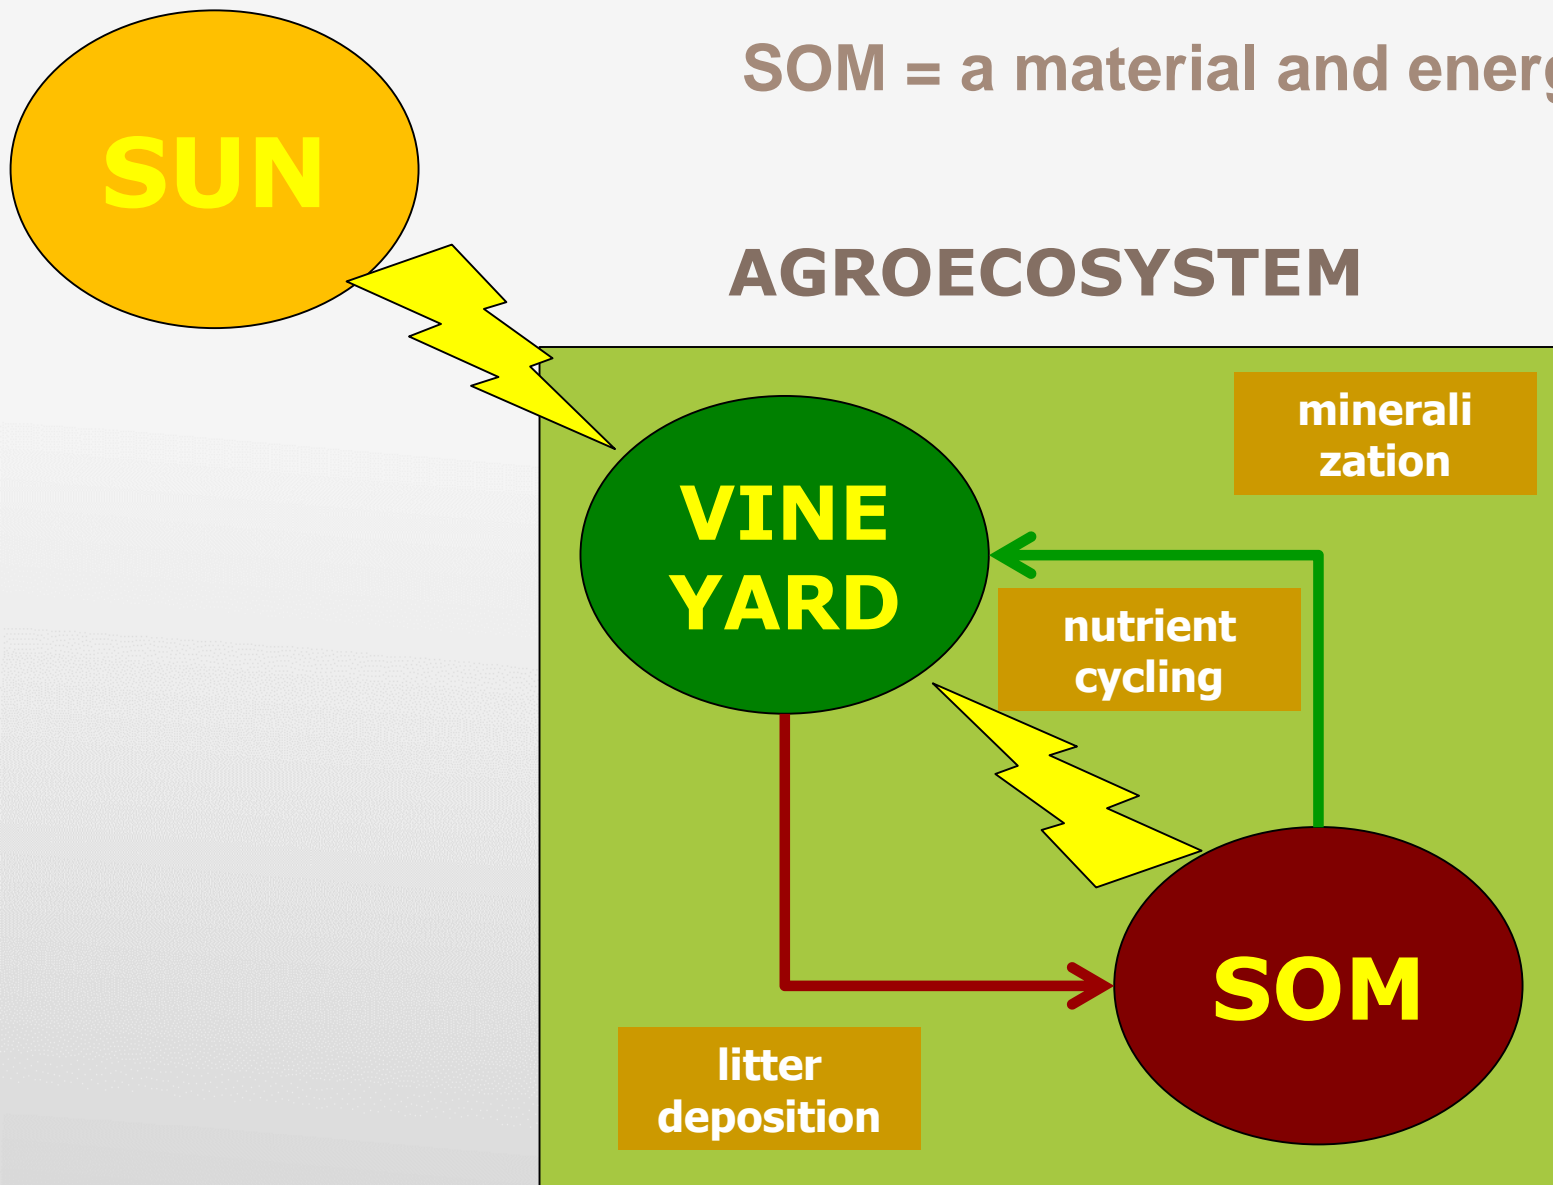 SOM = a material and energ
SUN
AGROECOSYSTEM
minerali
zation
VINE
YARD
nutrient
cycling
SOM
litter
deposition